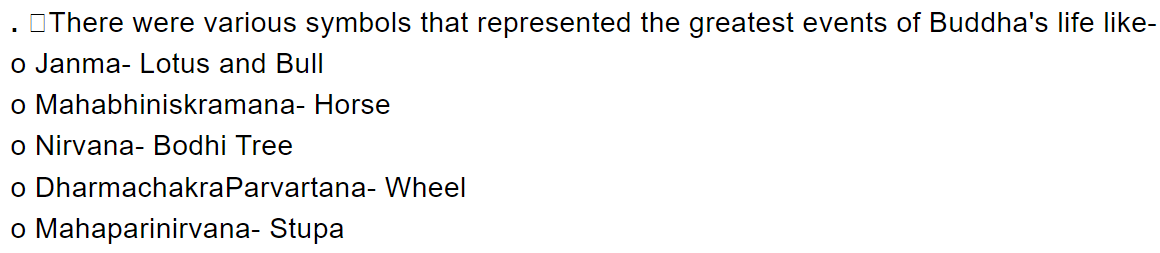 . □There were various symbols that represented the greatest events of Buddha's life like-
o Janma- Lotus and Bull
o Mahabhiniskramana- Horse
o Nirvana- Bodhi Tree
o DharmachakraParvartana- Wheel
o Mahaparinirvana- Stupa